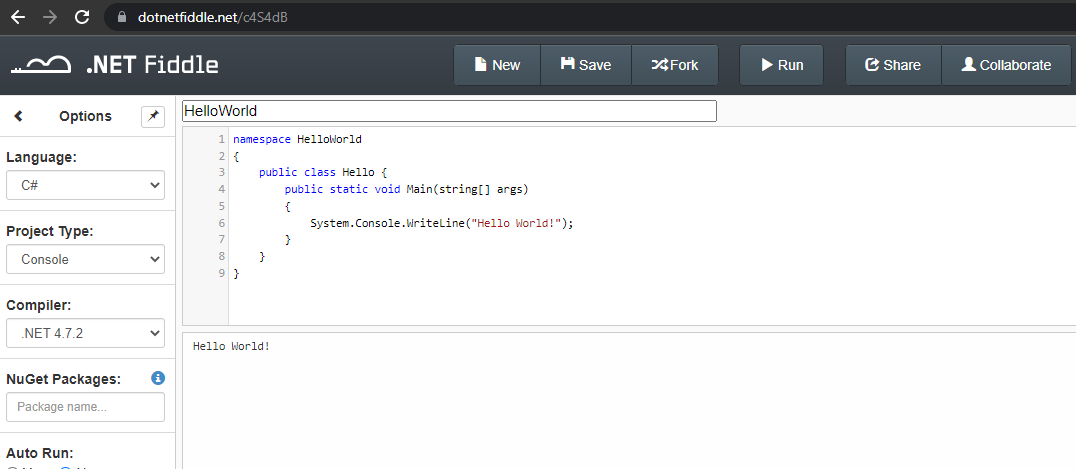 dotnetfiddle.net/c4S4dB
.NET Fiddle
New
Save
Fork
Run
Share
Collaborate
Options
Language:
C#
Project Type:
Console
Compiler:
.NET 4.7.2
NuGet Packages:
Package name...
Auto Run:
HelloWorld
1 namespace HelloWorld
2 {
3 public class Hello {
4 public static void Main(string[] args)
5 {
6 System.Console.WriteLine("Hello World!");
7 }
8 }
9 }
Hello World!